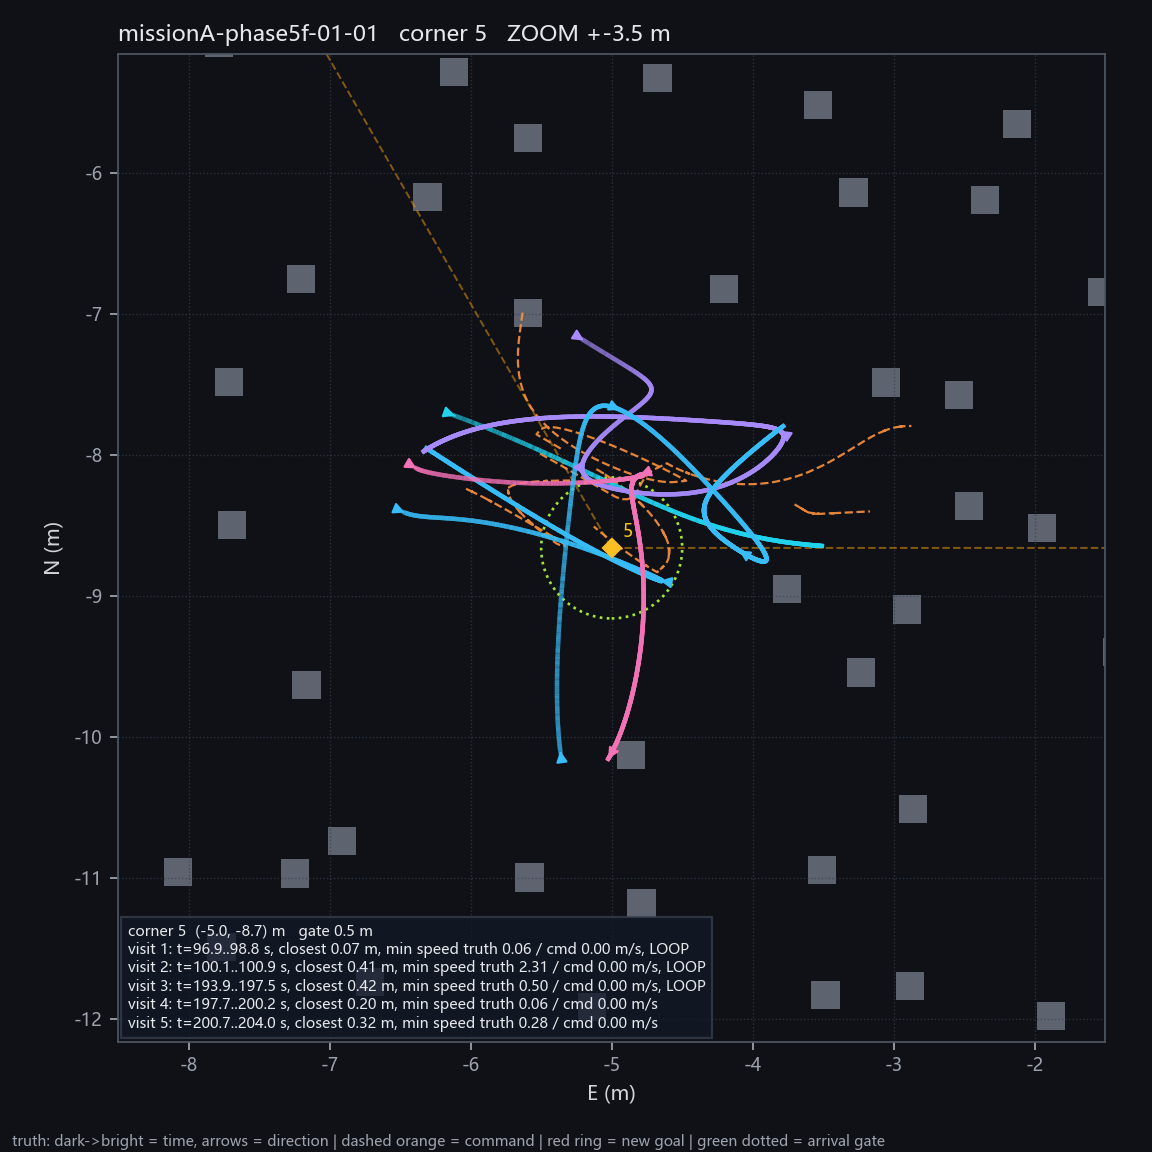 missionA-phase5f-01-01   corner 5   ZOOM +-3.5 m
N (m)
-6
-7
-8
-9
-10
-11
-12
5
corner 5  (-5.0, -8.7) m   gate 0.5 m
visit 1: t=96.9..98.8 s, closest 0.07 m, min speed truth 0.06 / cmd 0.00 m/s, LOOP
visit 2: t=100.1..100.9 s, closest 0.41 m, min speed truth 2.31 / cmd 0.00 m/s, LOOP
visit 3: t=193.9..197.5 s, closest 0.42 m, min speed truth 0.50 / cmd 0.00 m/s, LOOP
visit 4: t=197.7..200.2 s, closest 0.20 m, min speed truth 0.06 / cmd 0.00 m/s
visit 5: t=200.7..204.0 s, closest 0.32 m, min speed truth 0.28 / cmd 0.00 m/s
-8 -7 -6 -5 -4 -3 -2
E (m)
truth: dark->bright = time, arrows = direction | dashed orange = command | red ring = new goal | green dotted = arrival gate